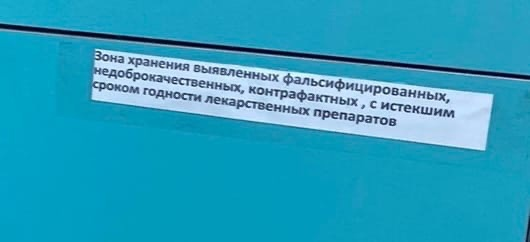 Зона хранения выявленных фальсифицированных,
недоброкачественных, контрафактных , с истекшим
сроком годности лекарственных препаратов